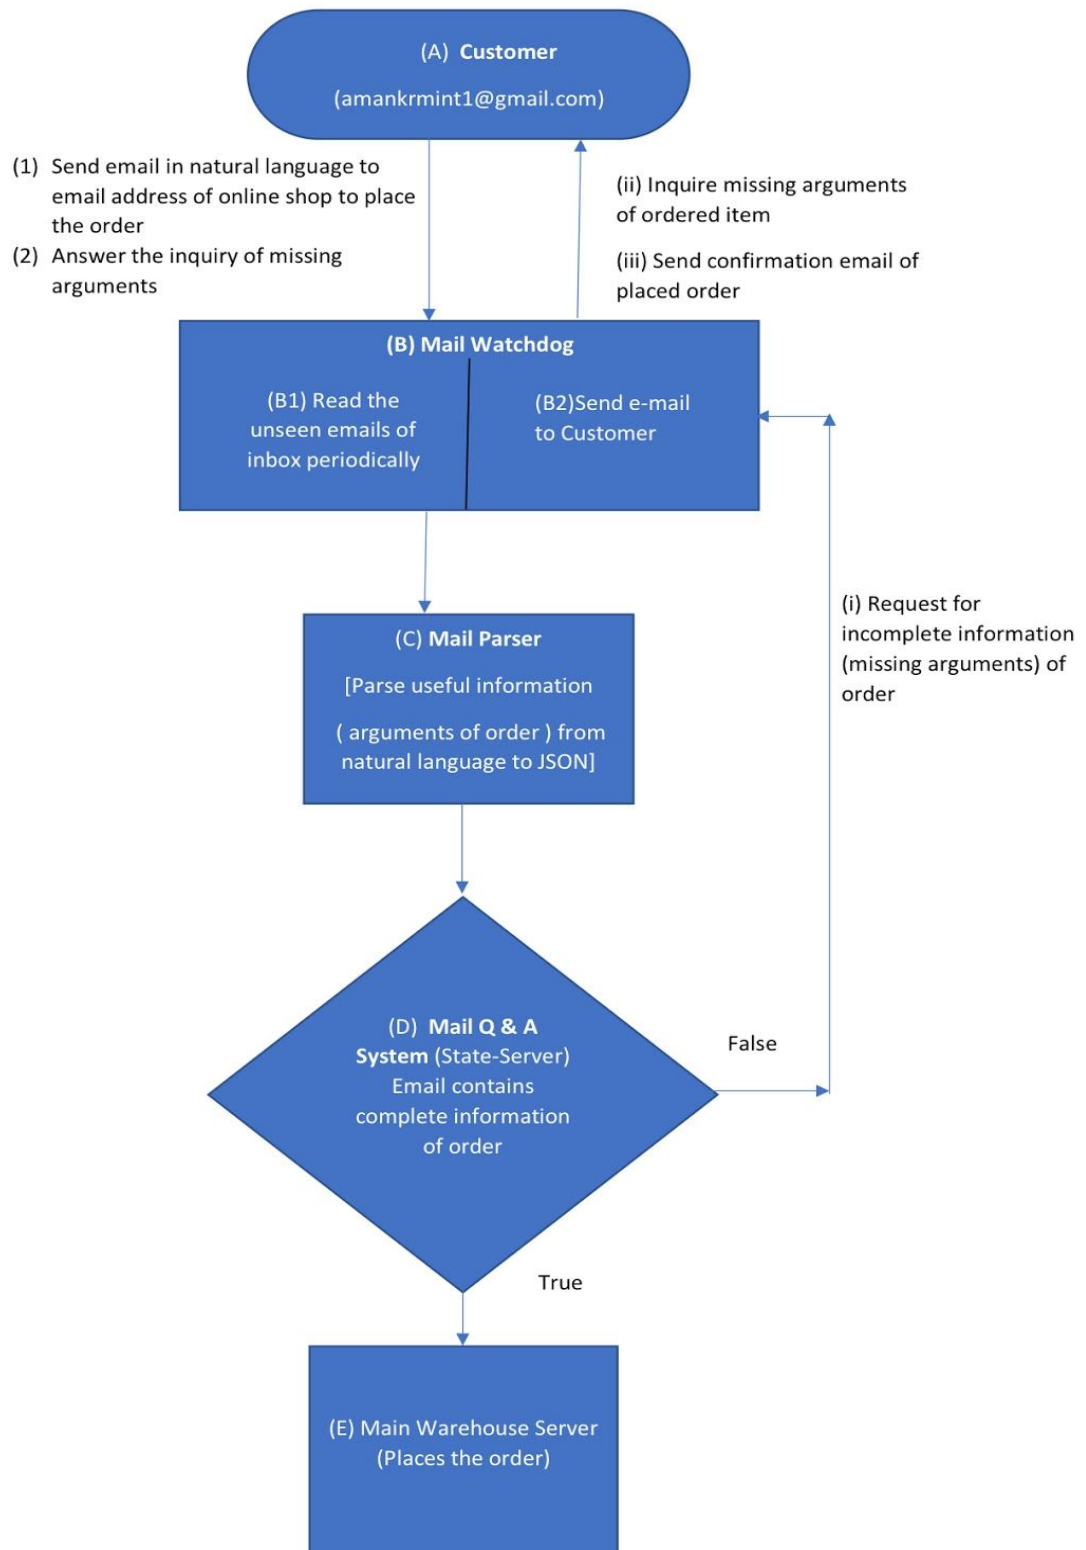 (A) Customer
(amankrmint1@gmail.com)
(1) Send email in natural language to
email address of online shop to place
the order
(2) Answer the inquiry of missing
arguments
(ii) Inquire missing arguments
of ordered item
(iii) Send confirmation email of
placed order
(B) Mail Watchdog
(B1) Read the
unseen emails of
inbox periodically
(B2)Send e-mail
to Customer
(i) Request for
incomplete information
(missing arguments) of
order
(C) Mail Parser
[Parse useful information
( arguments of order ) from
natural language to JSON]
(D) Mail Q & A
System (State-Server)
Email contains
complete information
of order
False
True
(E) Main Warehouse Server
(Places the order)